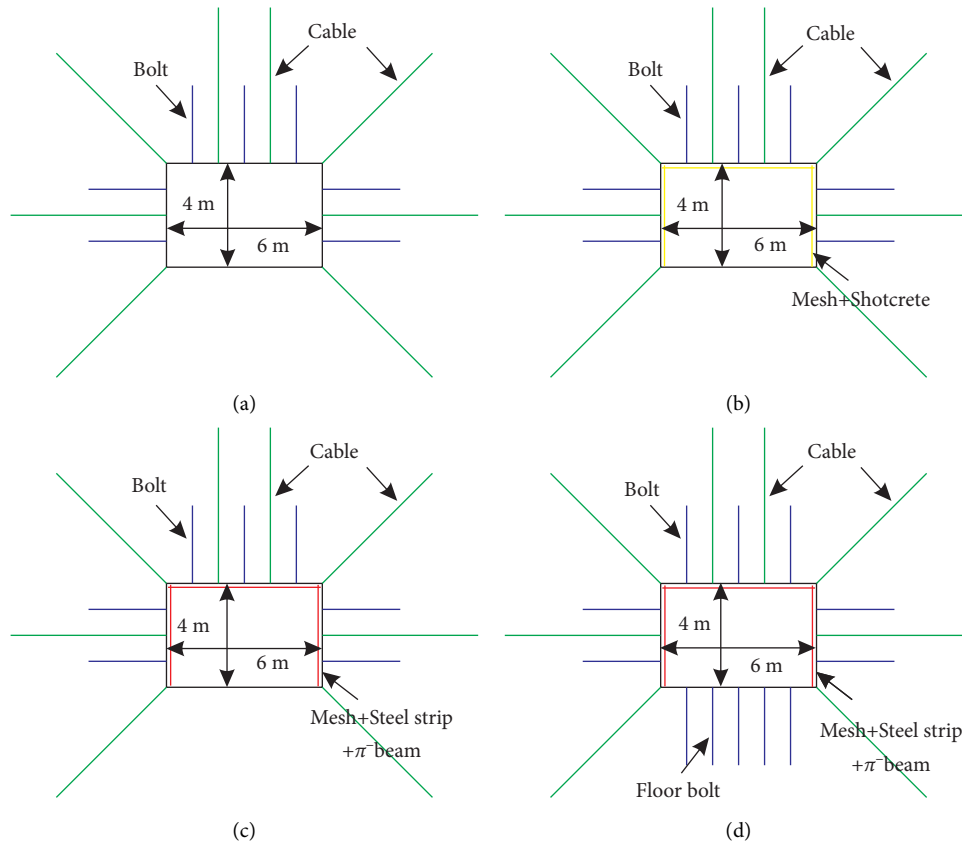 Cable
Bolt
4 m
6 m
(a)
Cable
Bolt
4 m
6 m
Mesh+Shotcrete
(b)
Cable
Bolt
4 m
6 m
Mesh+Steel strip
+π-beam
(c)
Cable
Bolt
4 m
6 m
Mesh+Steel strip
+π-beam
Floor bolt
(d)